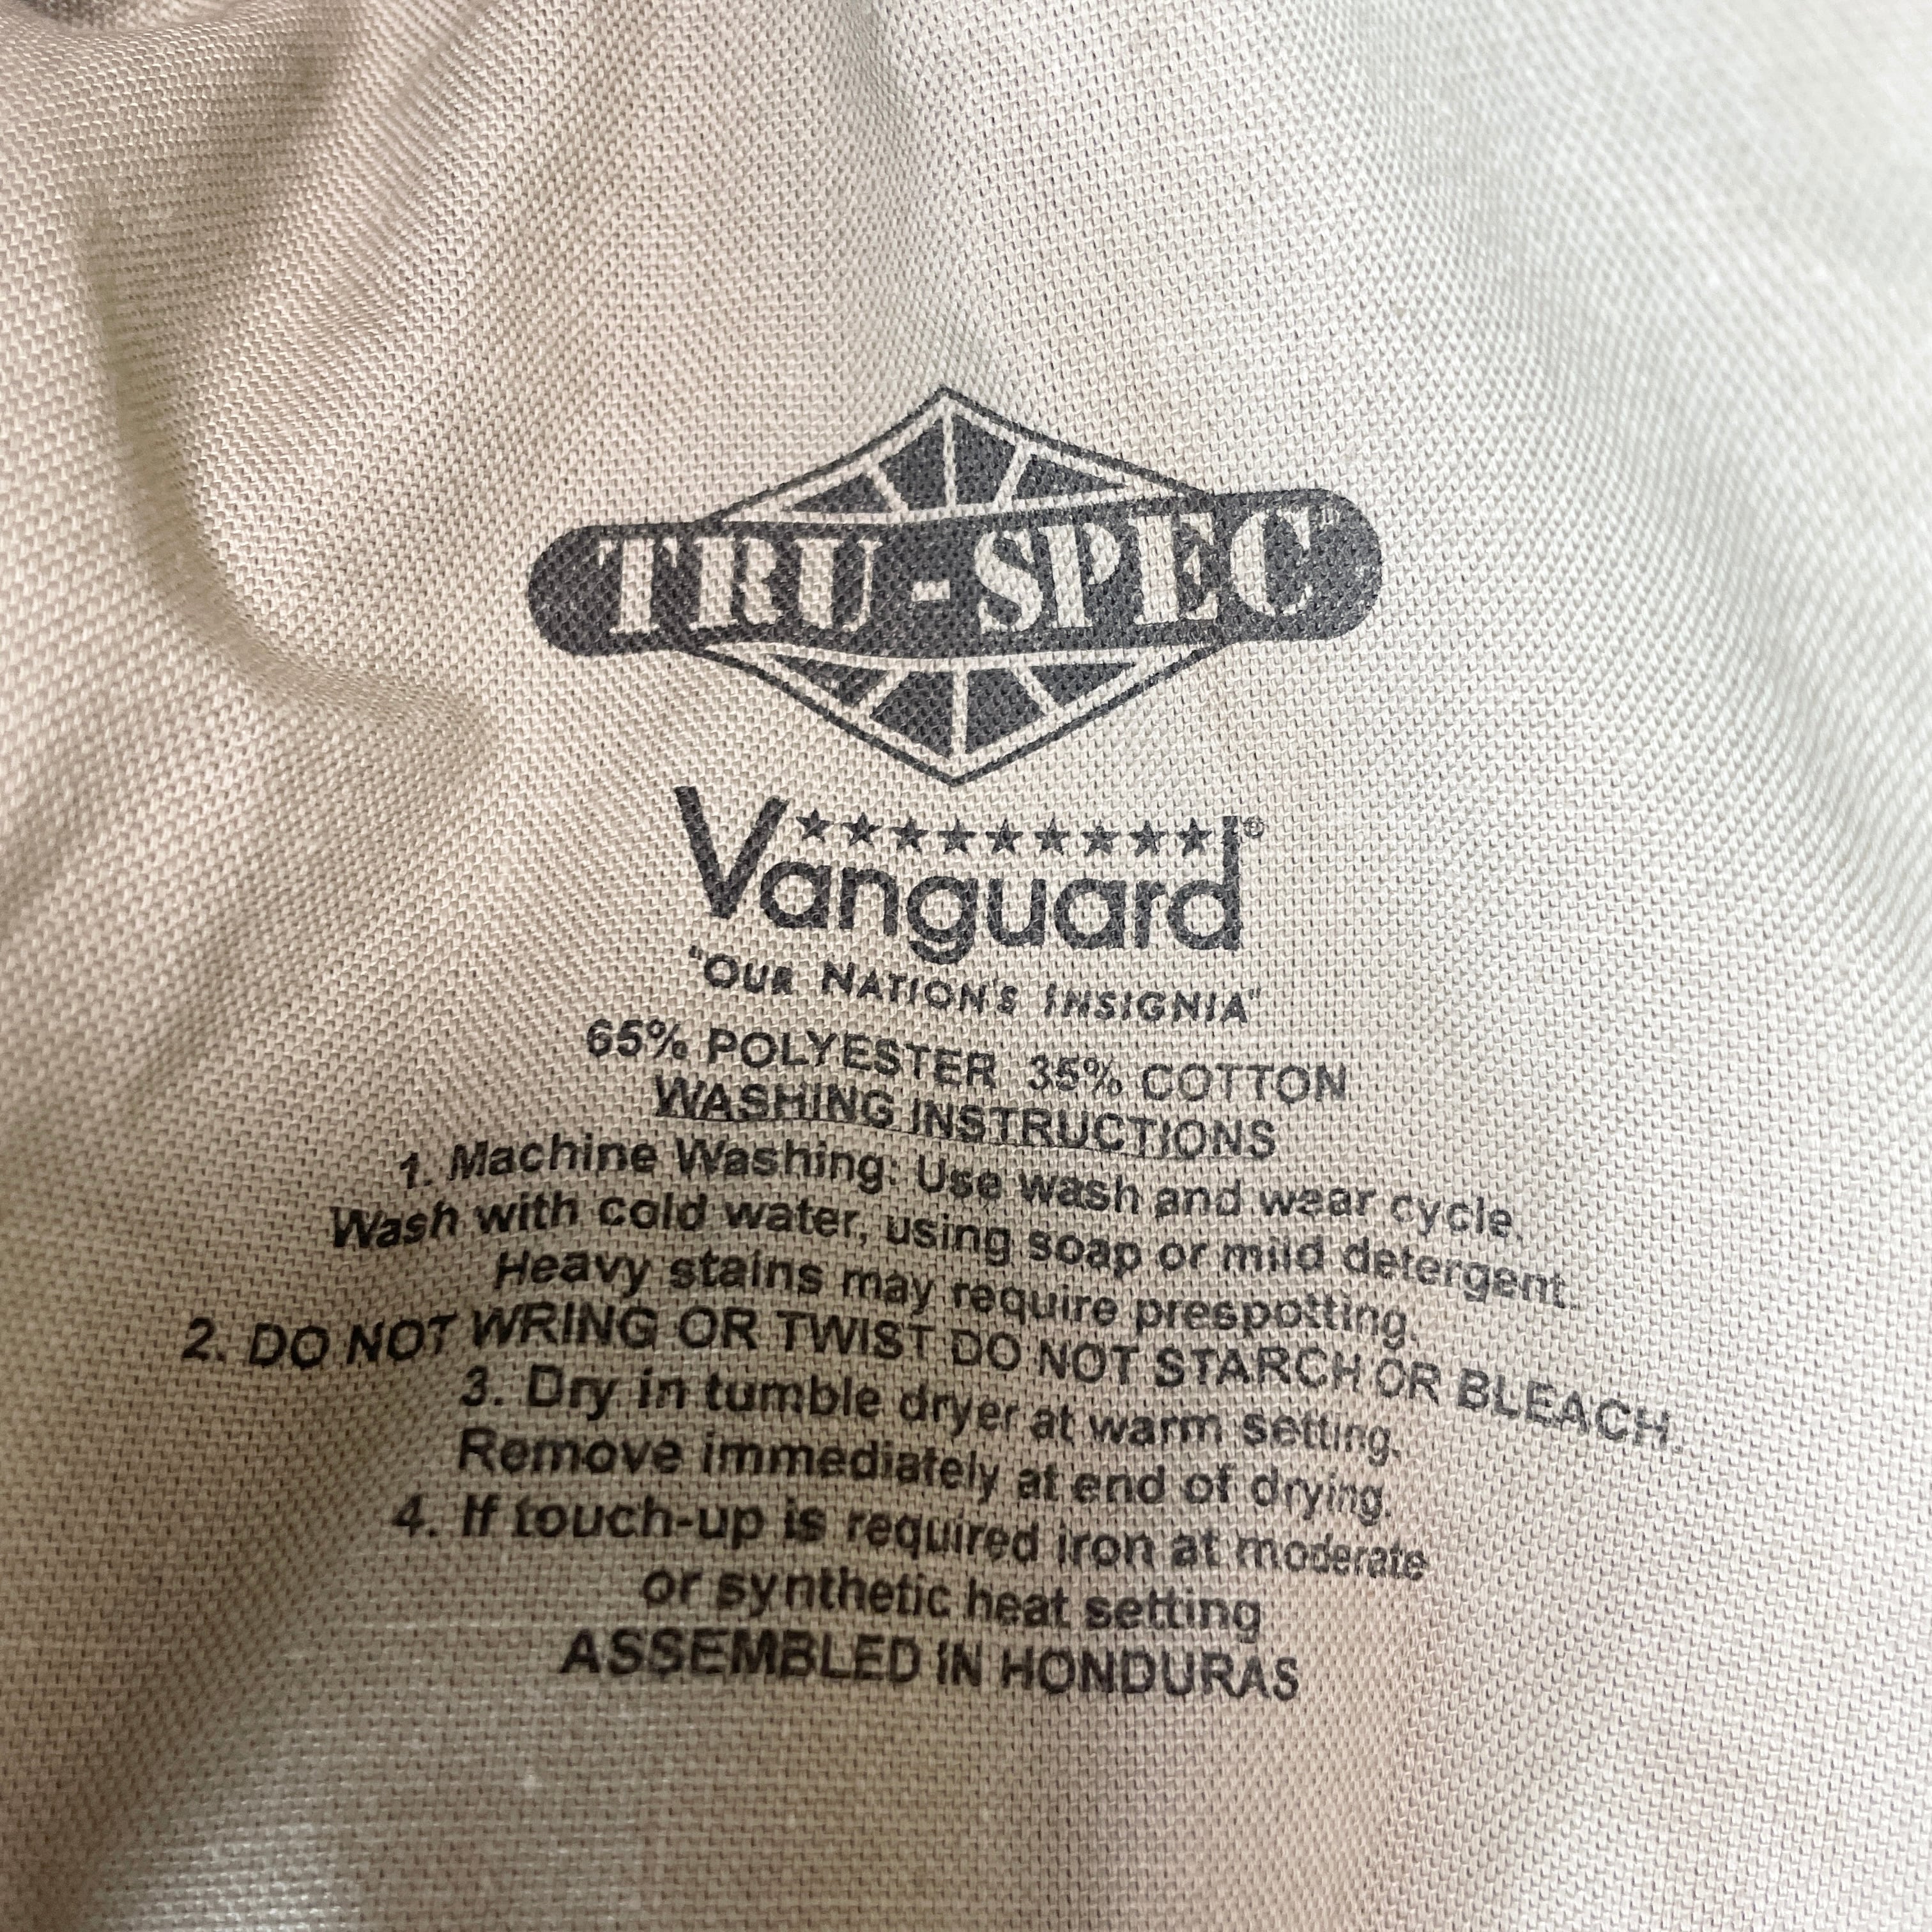 TRU-SPEC
Vanguard®
"OUR NATION'S INSIGNIA"
65% POLYESTER 35% COTTON
WASHING INSTRUCTIONS
1. Machine Washing: Use wash and wear cycle.
Wash with cold water, using soap or mild detergent.
Heavy stains may require prespotting.
2. DO NOT WRING OR TWIST DO NOT STARCH OR BLEACH.
3. Dry in tumble dryer at warm setting.
Remove immediately at end of drying.
4. If touch-up is required iron at moderate
or synthetic heat setting
ASSEMBLED IN HONDURAS